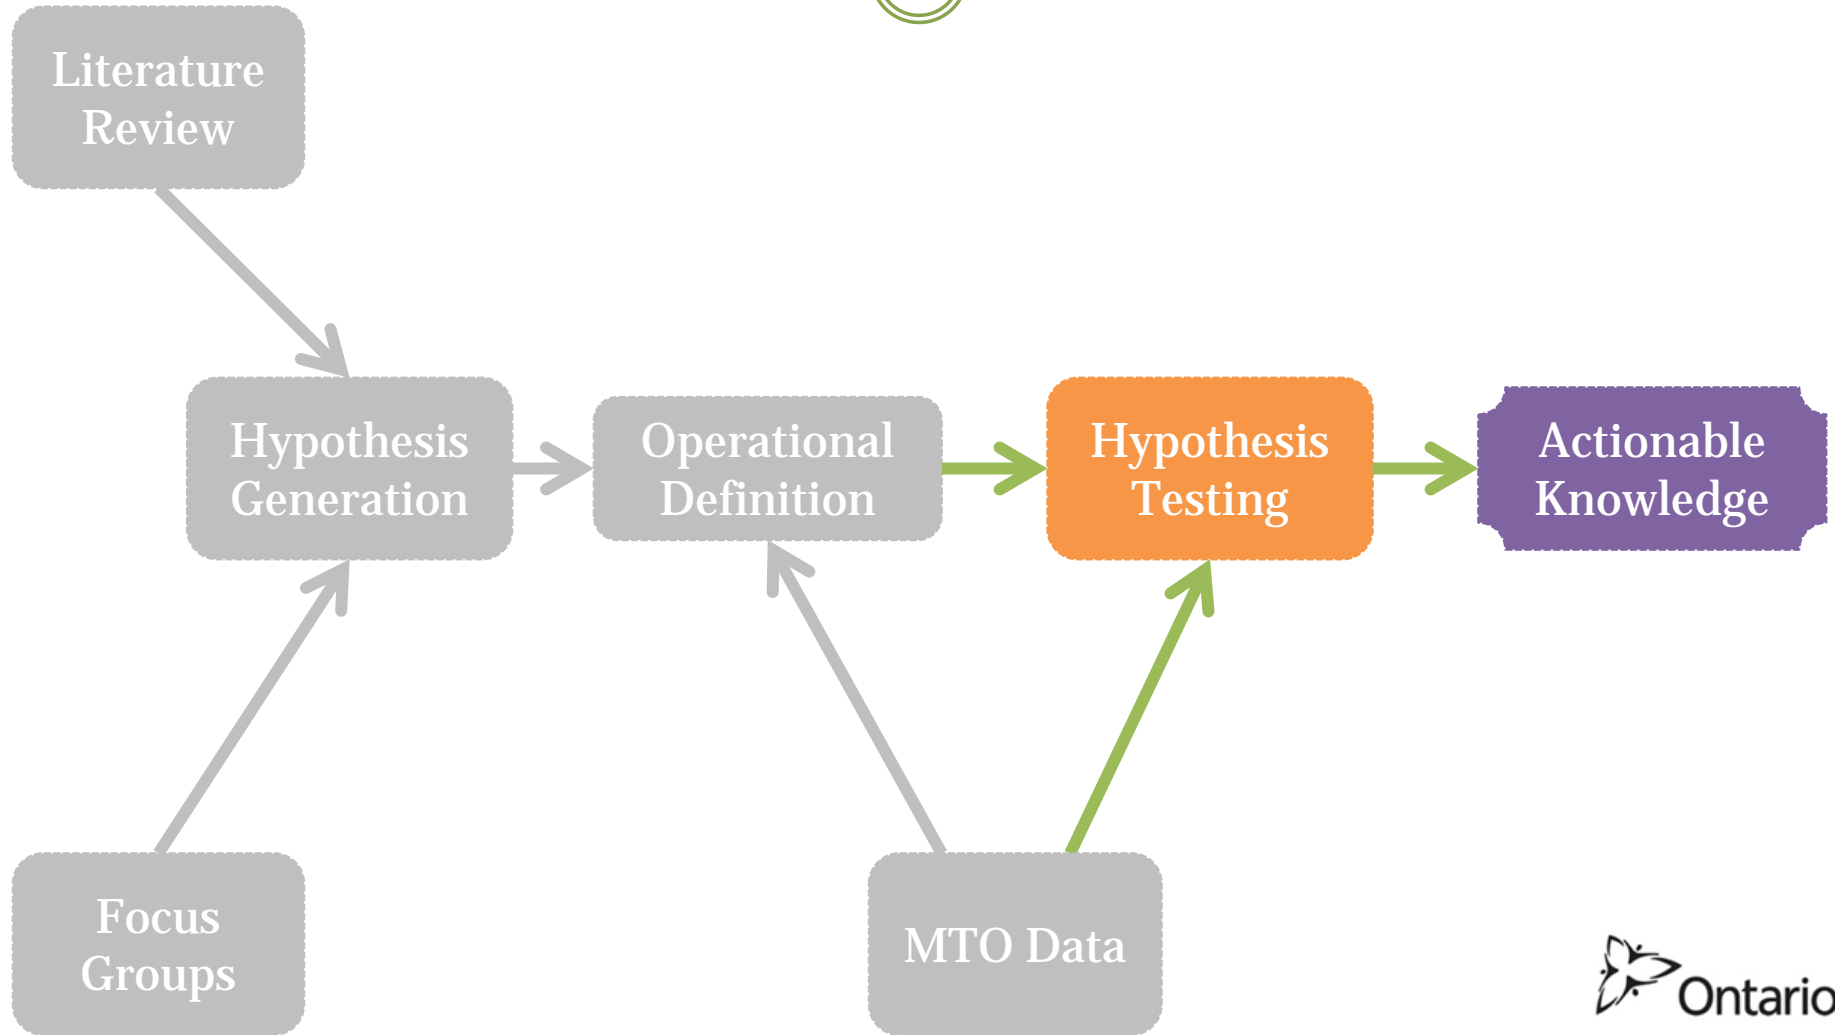 Literature
Review
Hypothesis
Generation
Operational
Definition
Hypothesis
Testing
Actionable
Knowledge
Focus
Groups
MTO Data
Ontario